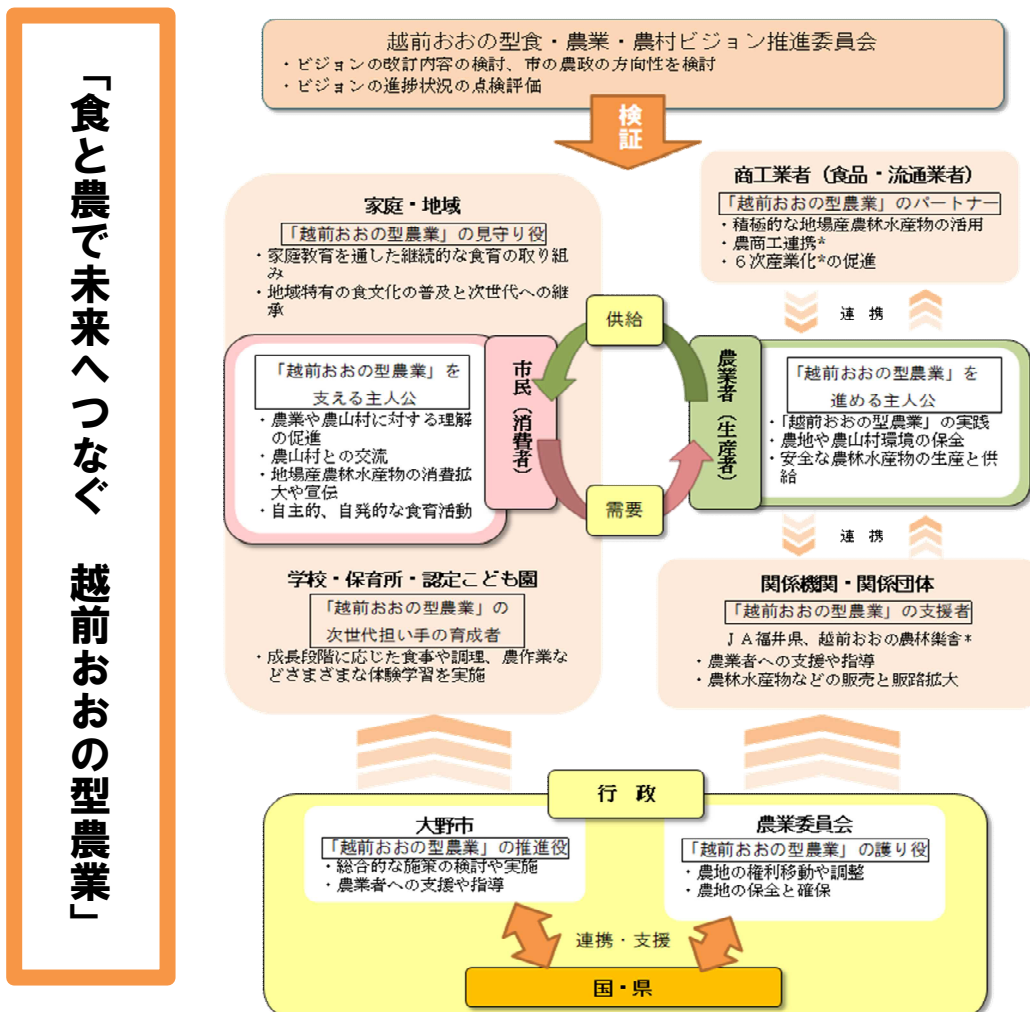 「食と農で未来へつなぐ　越前おおの型農業」
越前おおの型食・農業・農村ビジョン推進委員会
・ビジョンの改訂内容の検討、市の農政の方向性を検討
・ビジョンの進捗状況の点検評価
検証
家庭・地域
「越前おおの型農業」の見守り役
・家庭教育を通した継続的な食育の取り組
み
・地域特有の食文化の普及と次世代への継
承
商工業者（食品・流通業者）
「越前おおの型農業」のパートナー
・積極的な地場産農林水産物の活用
・農商工連携*
・６次産業化*の促進
連　携
供給
「越前おおの型農業」を
支える主人公
・農業や農山村に対する理解
の促進
・農山村との交流
・地場産農林水産物の消費拡
大や宣伝
・自主的、自発的な食育活動
市民（消費者）
農業者（生産者）
「越前おおの型農業」を
進める主人公
・「越前おおの型農業」の実践
・農地や農山村環境の保全
・安全な農林水産物の生産と供
給
需要
連　携
学校・保育所・認定こども園
「越前おおの型農業」の
次世代担い手の育成者
・成長段階に応じた食事や調理、農作業な
どさまざまな体験学習を実施
関係機関・関係団体
「越前おおの型農業」の支援者
ＪＡ福井県、越前おおの農林樂舎*
・農業者への支援や指導
・農林水産物などの販売と販路拡大
行　政
大野市
「越前おおの型農業」の推進役
・総合的な施策の検討や実施
・農業者への支援や指導
農業委員会
「越前おおの型農業」の護り役
・農地の権利移動や調整
・農地の保全と確保
連携・支援
国・県